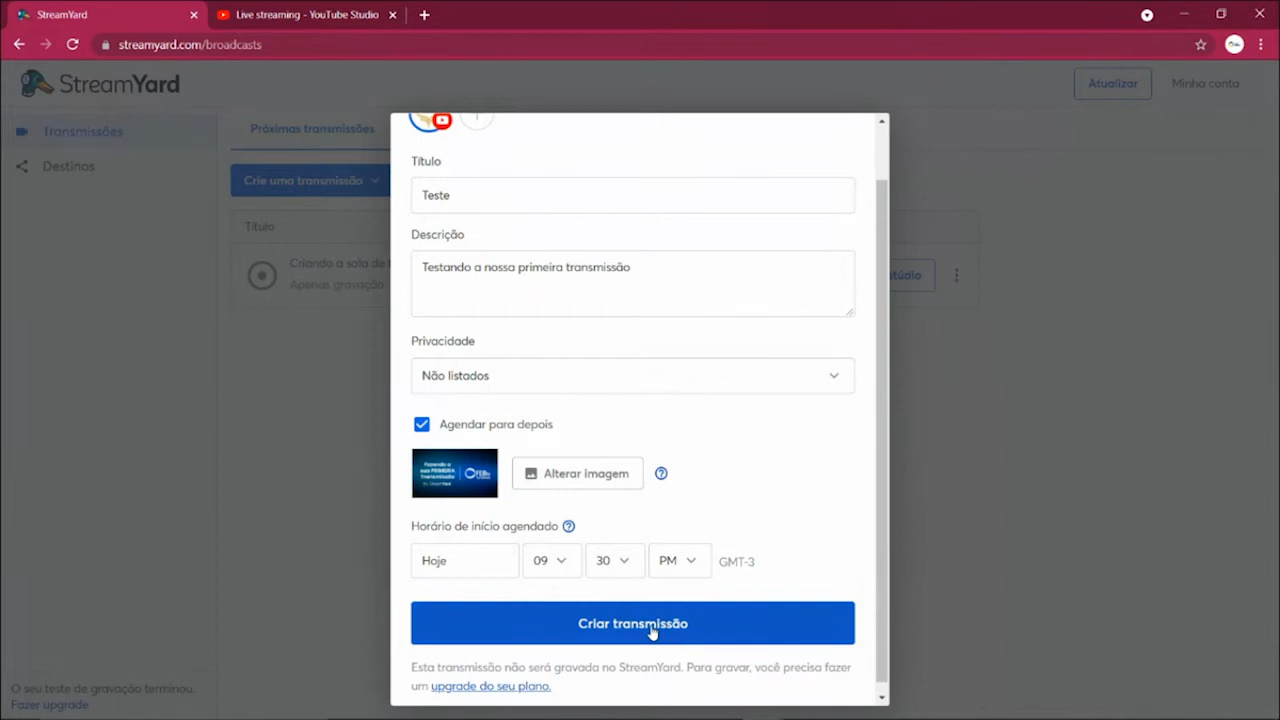 StreamYard
Live streaming - YouTube Studio
streamyard.com/broadcasts
StreamYard
Atualizar
Minha conta
Transmissões
Destinos
Próximas transmissões
Crie uma transmissão
Título
Criando a sala de
Apenas gravação
Título
Teste
Descrição
Testando a nossa primeira transmissão
Privacidade
Não listados
Agendar para depois
Fazendo a
sua PRIMEIRA
Transmissão
Alterar imagem
Horário de início agendado
Hoje
09
30
PM
GMT-3
Criar transmissão
Esta transmissão não será gravada no StreamYard. Para gravar, você precisa fazer
um upgrade do seu plano.
O seu teste de gravação terminou.
Fazer upgrade